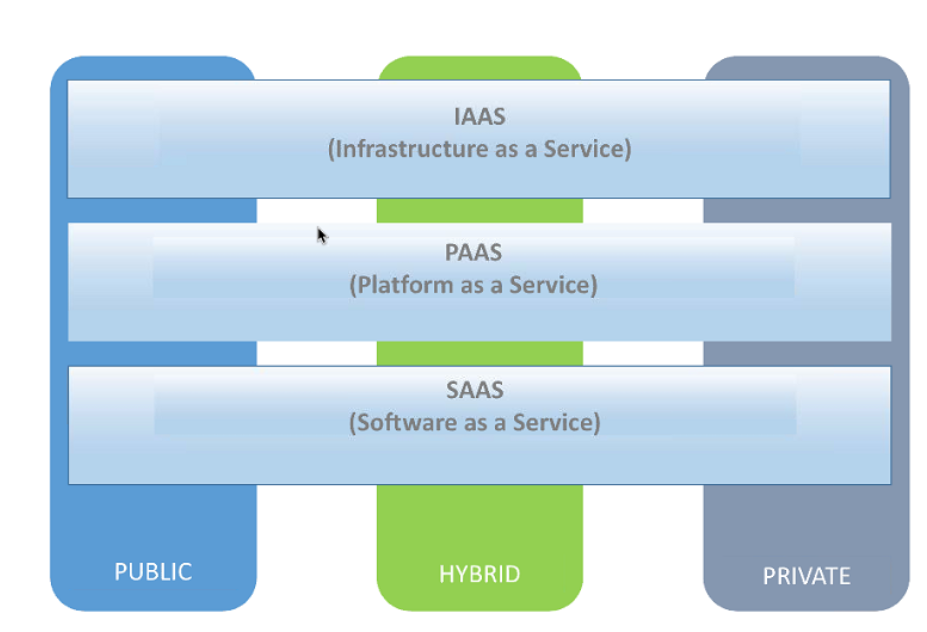 IAAS
(Infrastructure as a Service)
PAAS
(Platform as a Service)
SAAS
(Software as a Service)
PUBLIC
HYBRID
PRIVATE